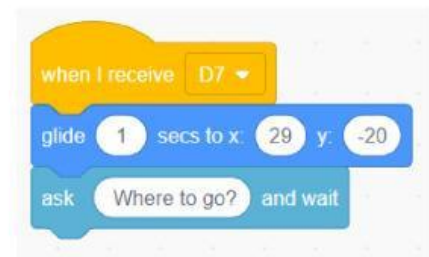 when I receive D7
glide 1 secs to x: 29 y: -20
ask Where to go? and wait